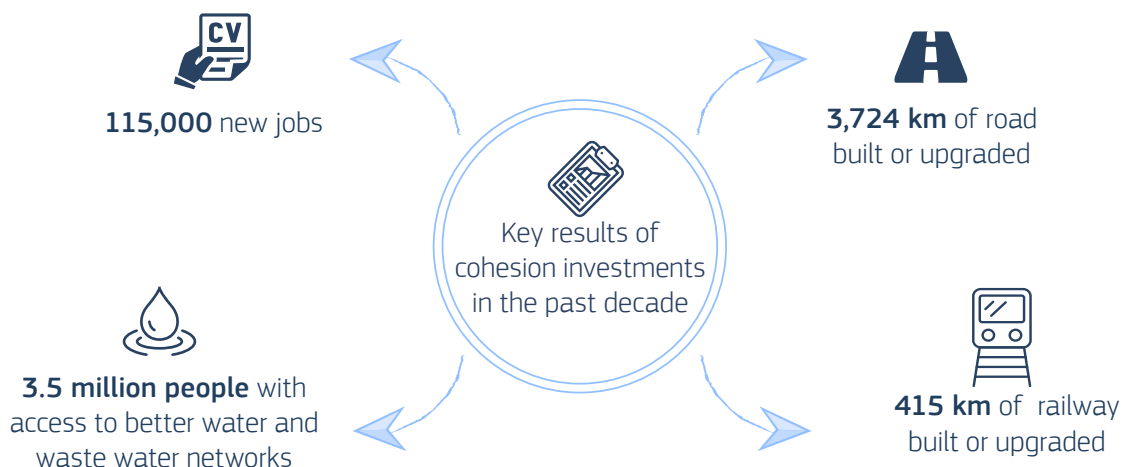 CV
115,000 new jobs
3,724 km of road
built or upgraded
Key results of
cohesion investments
in the past decade
3.5 million people with
access to better water and
waste water networks
415 km of railway
built or upgraded